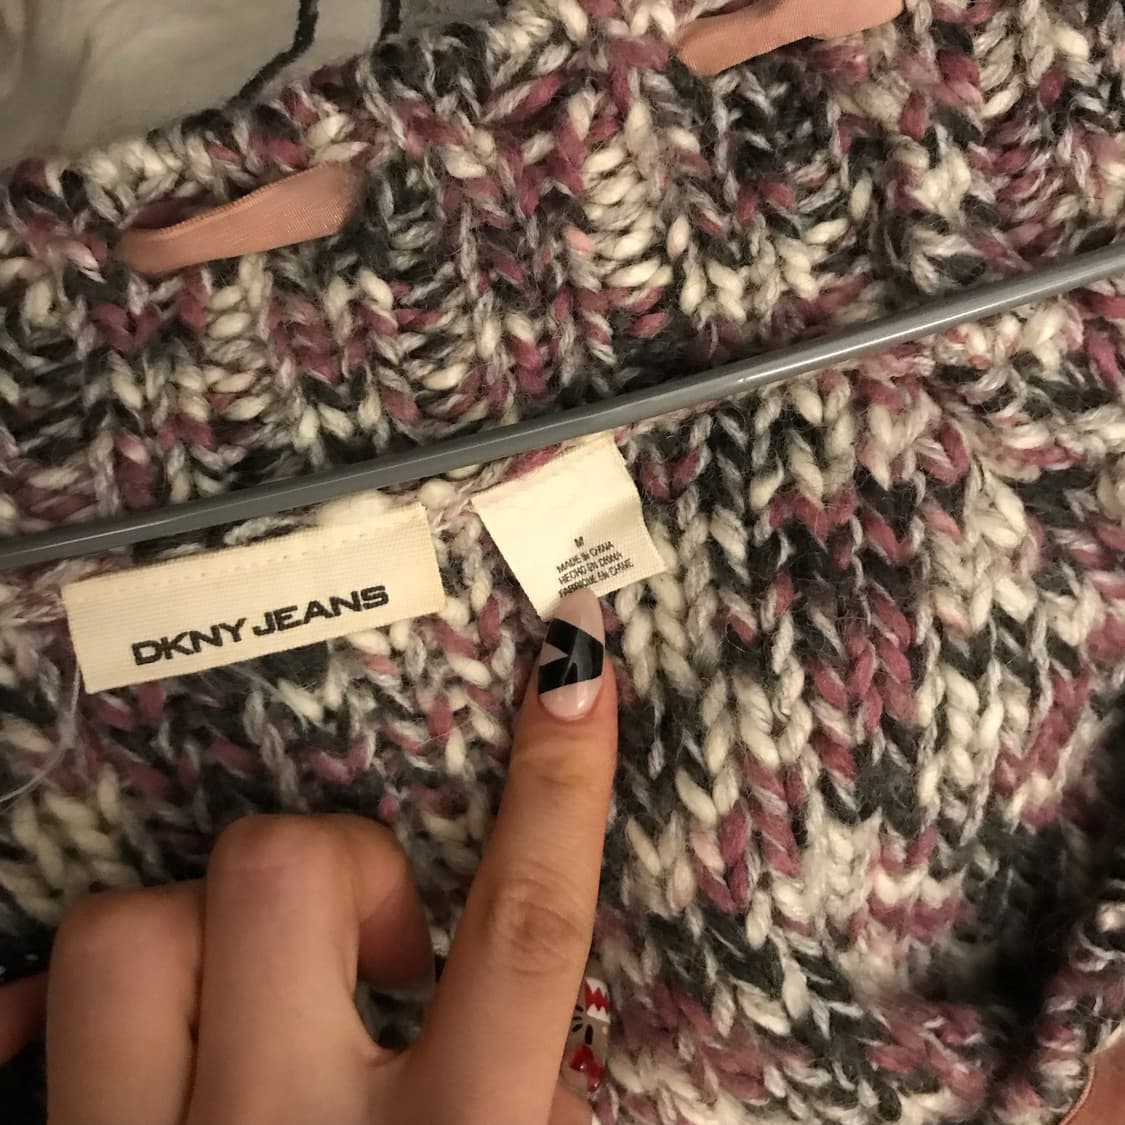 DKNY JEANS
M
MADE IN CHINA
HECHO EN CHINA
FABRIQUÉ EN CHINE